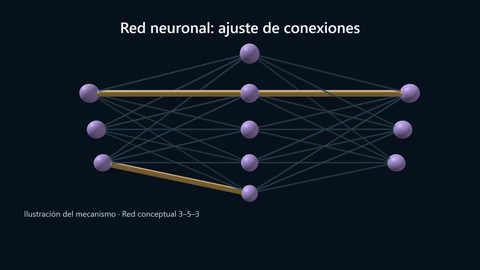 Red neuronal: ajuste de conexiones
Ilustración del mecanismo · Red conceptual 3–5–3